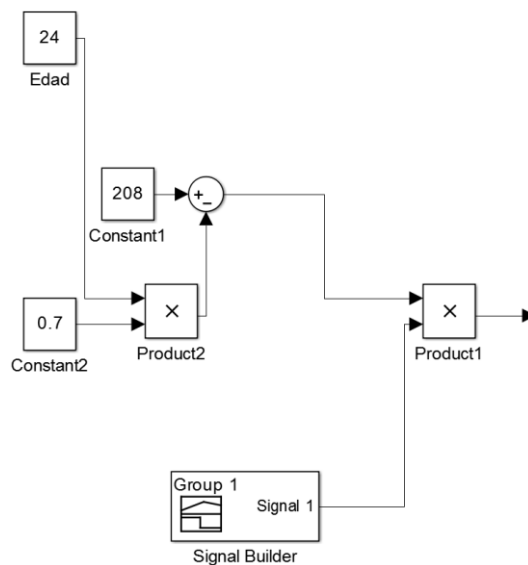 24
Edad
208
Constant1
0.7
Constant2
×
Product2
×
Product1
Group 1
Signal 1
Signal Builder